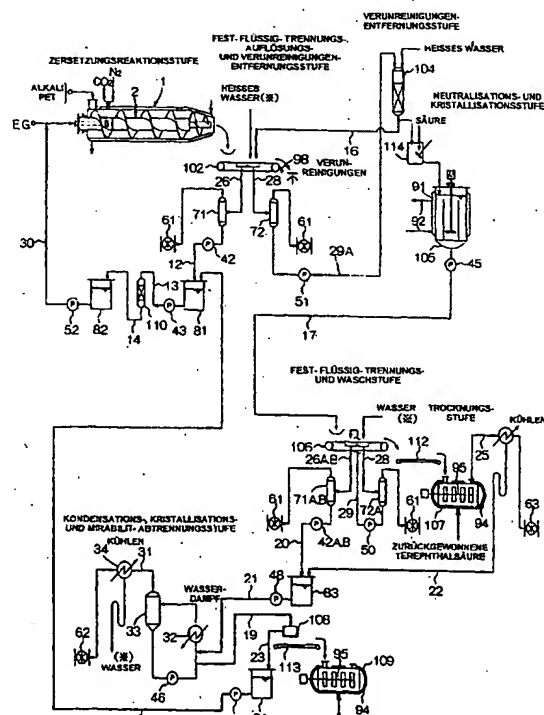 VERUNREINIGUNGEN-
ENTFERNUNGSSTUFE
FEST-FLÜSSIG-TRENNUNGS-,
AUFLÖSUNGS-
UND VERUNREINIGUNGEN-
ENTFERNUNGSSTUFE
ZERSETZUNGSREAKTIONSSTUFE
HEISSES WASSER
104
CO2
N2
1
ALKALI
PET
2
HEISSES
WASSER(※)
NEUTRALISATIONS- UND
KRISTALLISATIONSSTUFE
EG
16
SÄURE
114
98
102
26
28
VERUN-
REINIGUNGEN
91
92
61
71
72
61
105
30
12
42
29A
45
51
13
52
82
14
110
43
81
17
FEST-FLÜSSIG-TRENNUNGS-
UND WASCHSTUFE
WASSER
(※)
TROCKNUNGS-
STUFE
KÜHLEN
106
112
25
26AB
28
95
61
71AB
29
72A
61
107
94
63
KONDENSATIONS-, KRISTALLISATIONS-
UND MIRABILIT-ABTRENNUNGSSTUFE
20
42AB
50
ZURÜCKGEWONNENE
TEREPHTHALSÄURE
KÜHLEN
34
31
21
48
83
WASSER-
DAMPF
22
33
32
19
108
62
(※)
WASSER
46
23
113
95
109
94